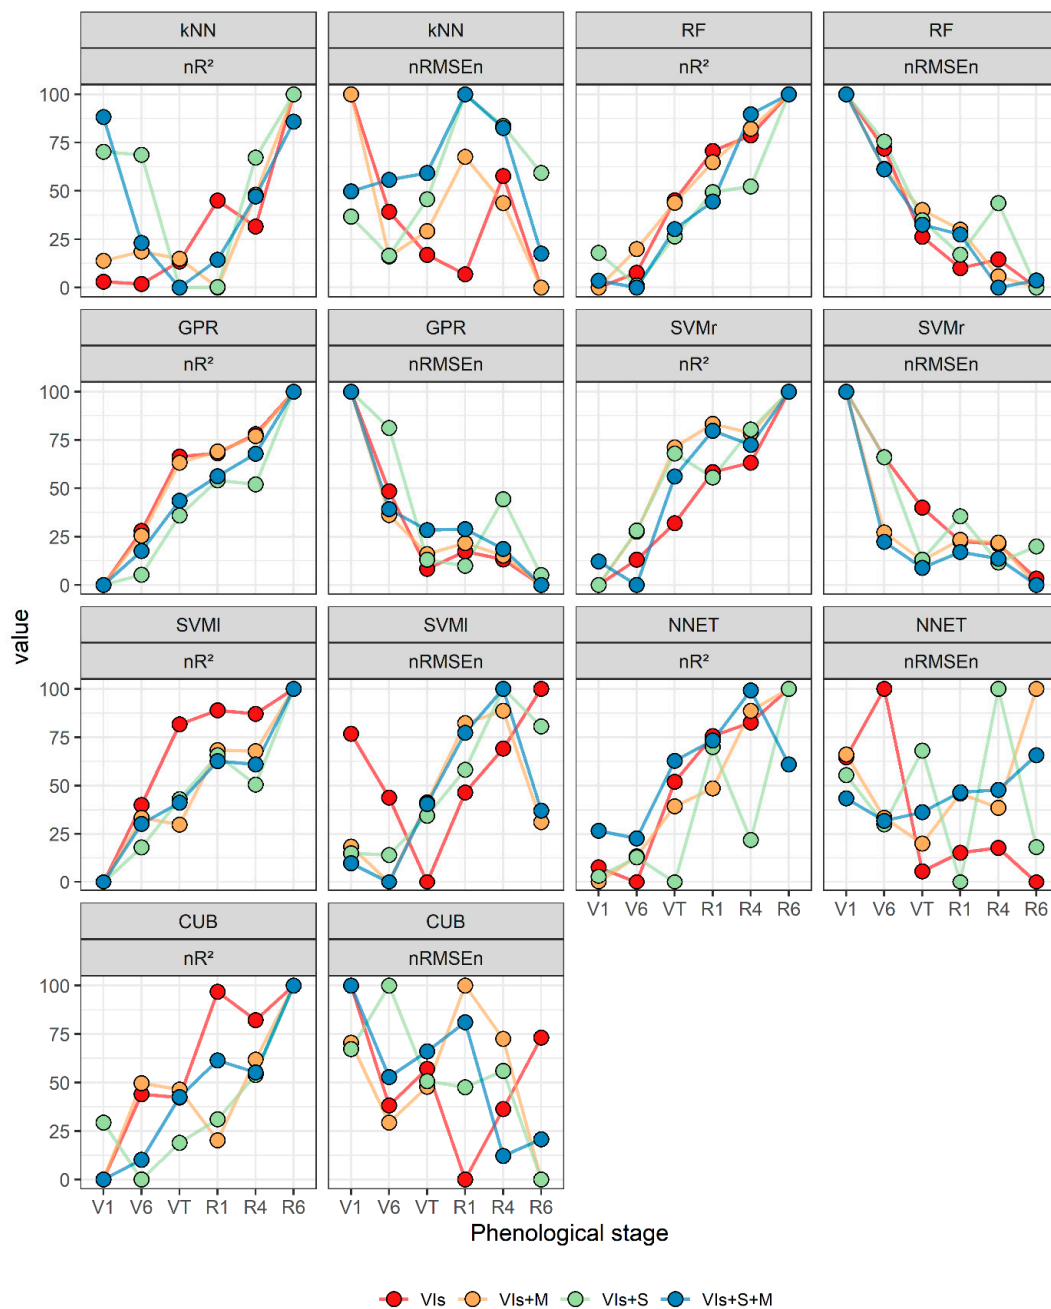 kNN kNN RF RF
nR² nRMSEn nR² nRMSEn
100
75
50
25
0
GPR GPR SVMr SVMr
nR² nRMSEn nR² nRMSEn
100
75
50
25
0
value
SVMl SVMl NNET NNET
nR² nRMSEn nR² nRMSEn
100
75
50
25
0
V1 V6 VT R1 R4 R6 V1 V6 VT R1 R4 R6
CUB CUB
nR² nRMSEn
100
75
50
25
0
V1 V6 VT R1 R4 R6 V1 V6 VT R1 R4 R6
Phenological stage
VIs VIs+M VIs+S VIs+S+M